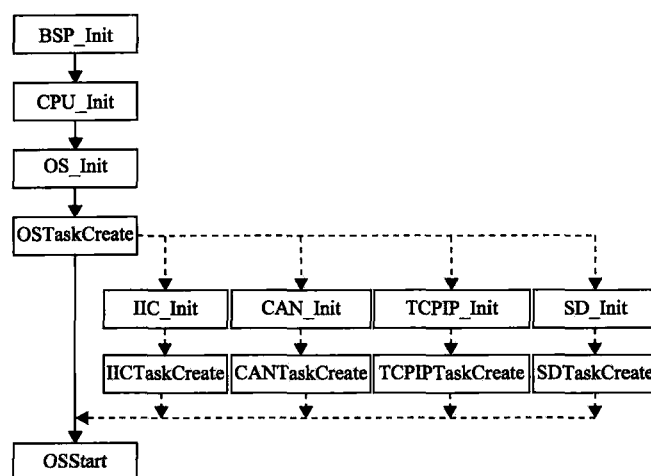 BSP_Init
CPU_Init
OS_Init
OSTaskCreate
IIC_Init
CAN_Init
TCPIP_Init
SD_Init
IICTaskCreate
CANTaskCreate
TCPIPTaskCreate
SDTaskCreate
OSStart